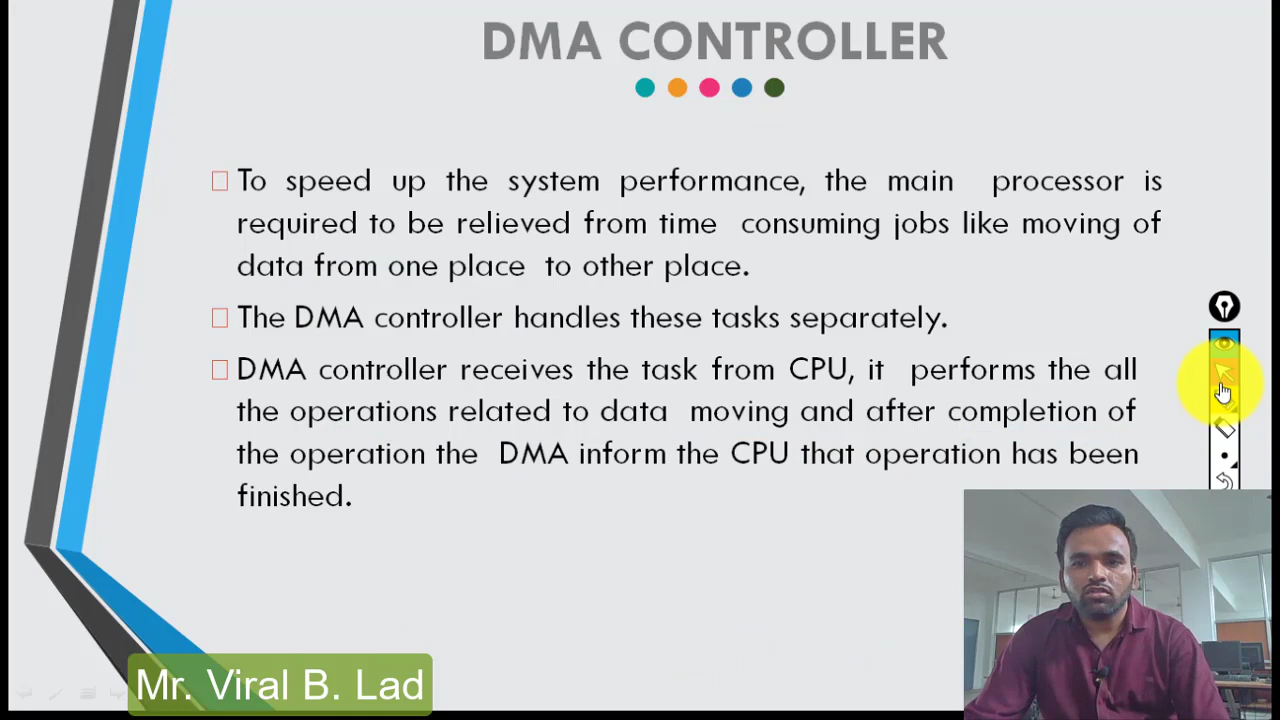 DMA CONTROLLER
To speed up the system performance, the main processor is
required to be relieved from time consuming jobs like moving of
data from one place to other place.
The DMA controller handles these tasks separately.
DMA controller receives the task from CPU, it performs the all
the operations related to data moving and after completion of
the operation the DMA inform the CPU that operation has been
finished.
Mr. Viral B. Lad